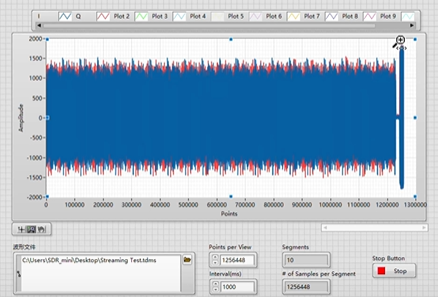 I Q Plot 2 Plot 3 Plot 4 Plot 5 Plot 6 Plot 7 Plot 8 Plot 9
2000
1500
1000
500
0
-500
-1000
-1500
-2000
Amplitude
0 100000 200000 300000 400000 500000 600000 700000 800000 900000 1000000 1100000 1300000
Points
波形文件
C:\Users\SDR_mini\Desktop\Streaming Test.tdms
Points per View
1256448
Interval(ms)
1000
Segments
10
# of Samples per Segment
1256448
Stop Button
Stop